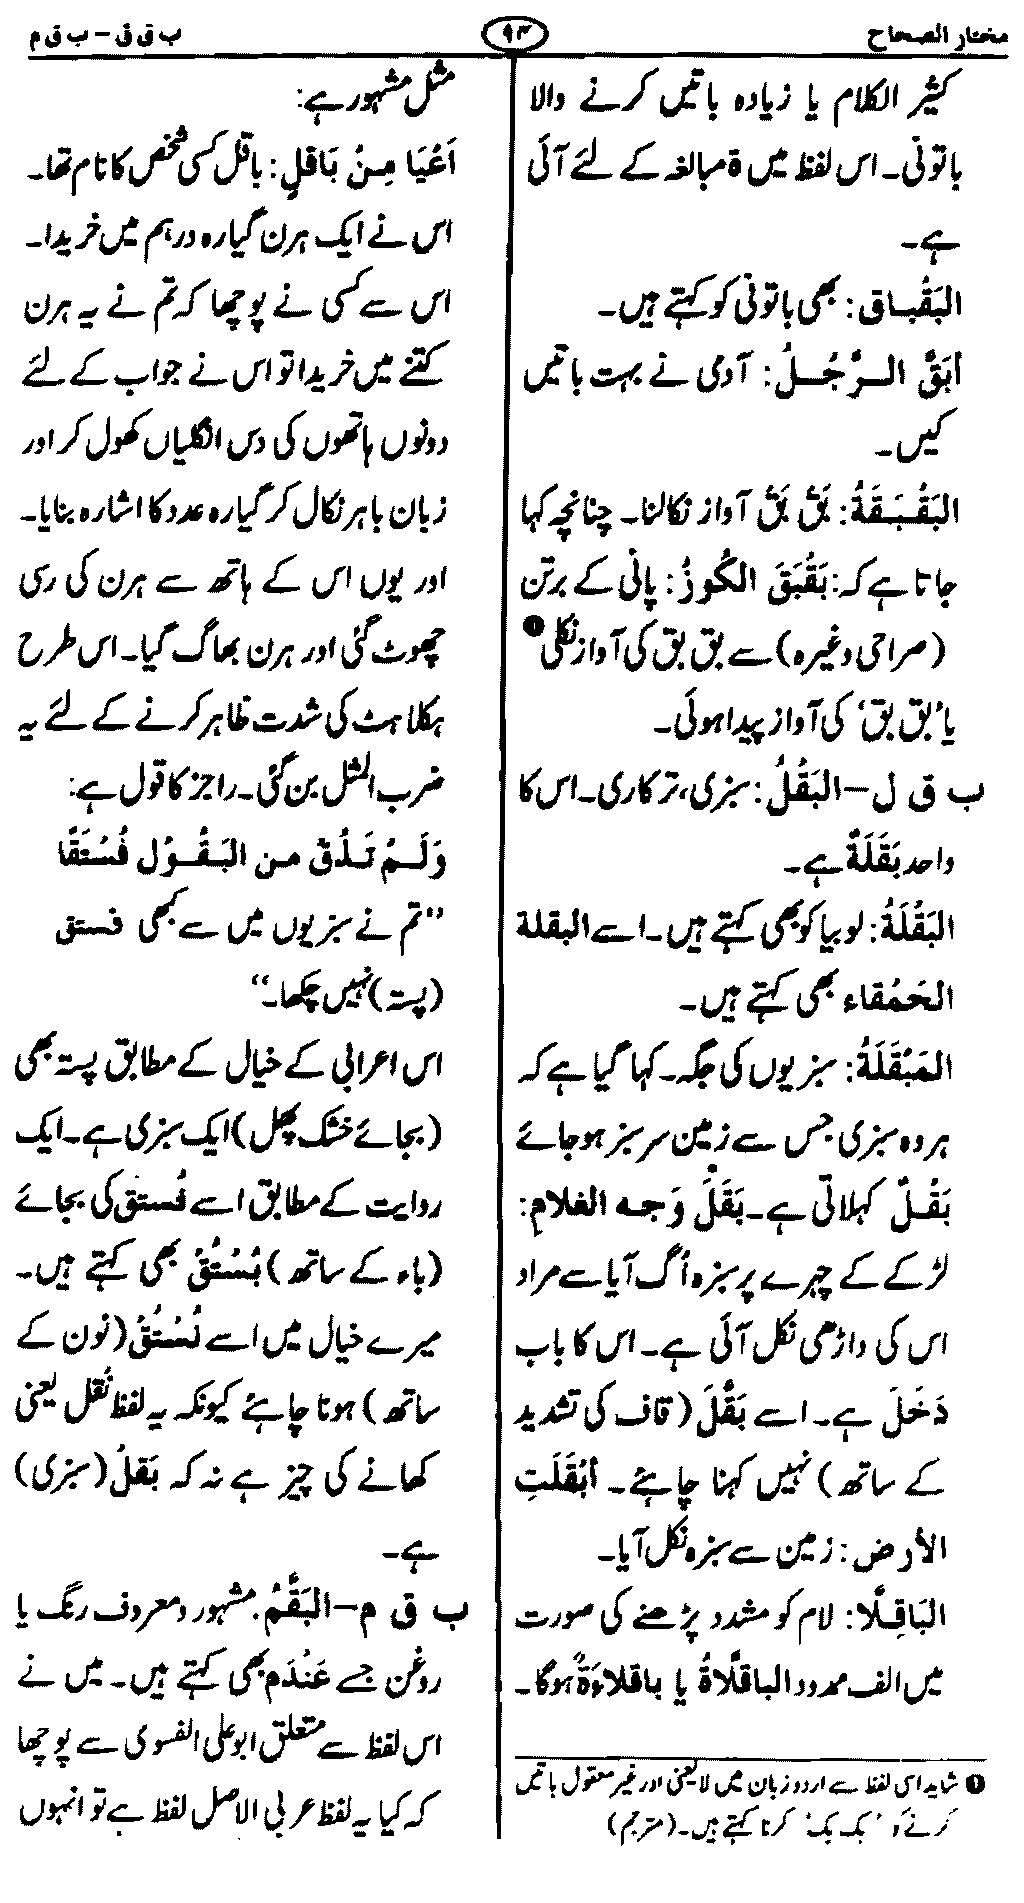 مختار الصحاح
۹۴
ب ق ق – ب ق م
کثیر الکلام یا زیادہ باتیں کرنے والا
باتونی۔ اس لفظ میں ۃ مبالغہ کے لئے آئی
ہے۔
البَقْباق: بھی باتونی کو کہتے ہیں۔
أبَقَّ الرَّجُلُ: آدمی نے بہت باتیں
کیں۔
البَقْبَقَةُ: بَقْ بَقْ آواز نکالنا۔ چنانچہ کہا
جاتا ہے کہ: بَقْبَقَ الكُوزُ: پانی کے برتن
(صراحی وغیرہ) سے بق بق کی آواز نکلی ❶
یا ’بق بق‘ کی آواز پیدا ہوئی۔
ب ق ل – البَقْلُ: سبزی، ترکاری۔ اس کا
واحد بَقْلَةٌ ہے۔
البَقْلَةُ: لوبیا کو بھی کہتے ہیں۔ اسے البقلة
الحَمْقاء بھی کہتے ہیں۔
المَبْقَلَةُ: سبزیوں کی جگہ۔ کہا گیا ہے کہ
ہر وہ سبزی جس سے زمین سرسبز ہو جائے
بَقْلٌ کہلاتی ہے۔ بَقَلَ وَجه الغلامِ:
لڑکے کے چہرے پر سبزہ اُگ آیا سے مراد
اس کی داڑھی نکل آئی ہے۔ اس کا باب
دَخَلَ ہے۔ اسے بَقَّلَ (قاف کی تشدید
کے ساتھ) نہیں کہنا چاہئے۔ أبْقَلَتِ
الأرض: زمین سے سبزہ نکل آیا۔
البَاقِلَّا: لام کو مشدد پڑھنے کی صورت
میں الف ممدود الباقلّاةُ یا باقلاءَةٌ ہوگا۔
❶ شاید اسی لفظ سے اردو زبان میں لا یعنی اور غیر معقول باتیں
کرنے کو ’بک بک‘ کرنا کہتے ہیں۔ (مترجم)
مثل مشہور ہے:
اَعْيَا مِنْ بَاقِلٍ: باقل کسی شخص کا نام تھا۔
اس نے ایک ہرن گیارہ درہم میں خریدا۔
اس سے کسی نے پوچھا کہ تم نے یہ ہرن
کتنے میں خریدا تو اس نے جواب کے لئے
دونوں ہاتھوں کی دس انگلیاں کھول کر اور
زبان باہر نکال کر گیارہ عدد کا اشارہ بنایا۔
اور یوں اس کے ہاتھ سے ہرن کی رسی
چھوٹ گئی اور ہرن بھاگ گیا۔ اس طرح
ہکلاہٹ کی شدت ظاہر کرنے کے لئے یہ
ضرب المثل بن گئی۔ راجز کا قول ہے:
وَلَمْ تَذُقْ من البَقُوْل فُسْتَقًا
”تم نے سبزیوں میں سے کبھی فستق
(پستہ) نہیں چکھا۔“
اس اعرابی کے خیال کے مطابق پستہ بھی
(بجائے خشک پھل) ایک سبزی ہے۔ ایک
روایت کے مطابق اسے فُستق کی بجائے
(باء کے ساتھ) بُسْتُقُ بھی کہتے ہیں۔
میرے خیال میں اسے نُسْتُقُ (نون کے
ساتھ) ہونا چاہئے کیونکہ یہ لفظ نُقل یعنی
کھانے کی چیز ہے نہ کہ بَقلُ (سبزی)
ہے۔
ب ق م – البَقَّمُ. مشہور و معروف رنگ یا
روغن جسے عَنْدَم بھی کہتے ہیں۔ میں نے
اس لفظ سے متعلق ابو علی الفسوی سے پوچھا
کہ کیا یہ لفظ عربی الاصل لفظ ہے تو انہوں